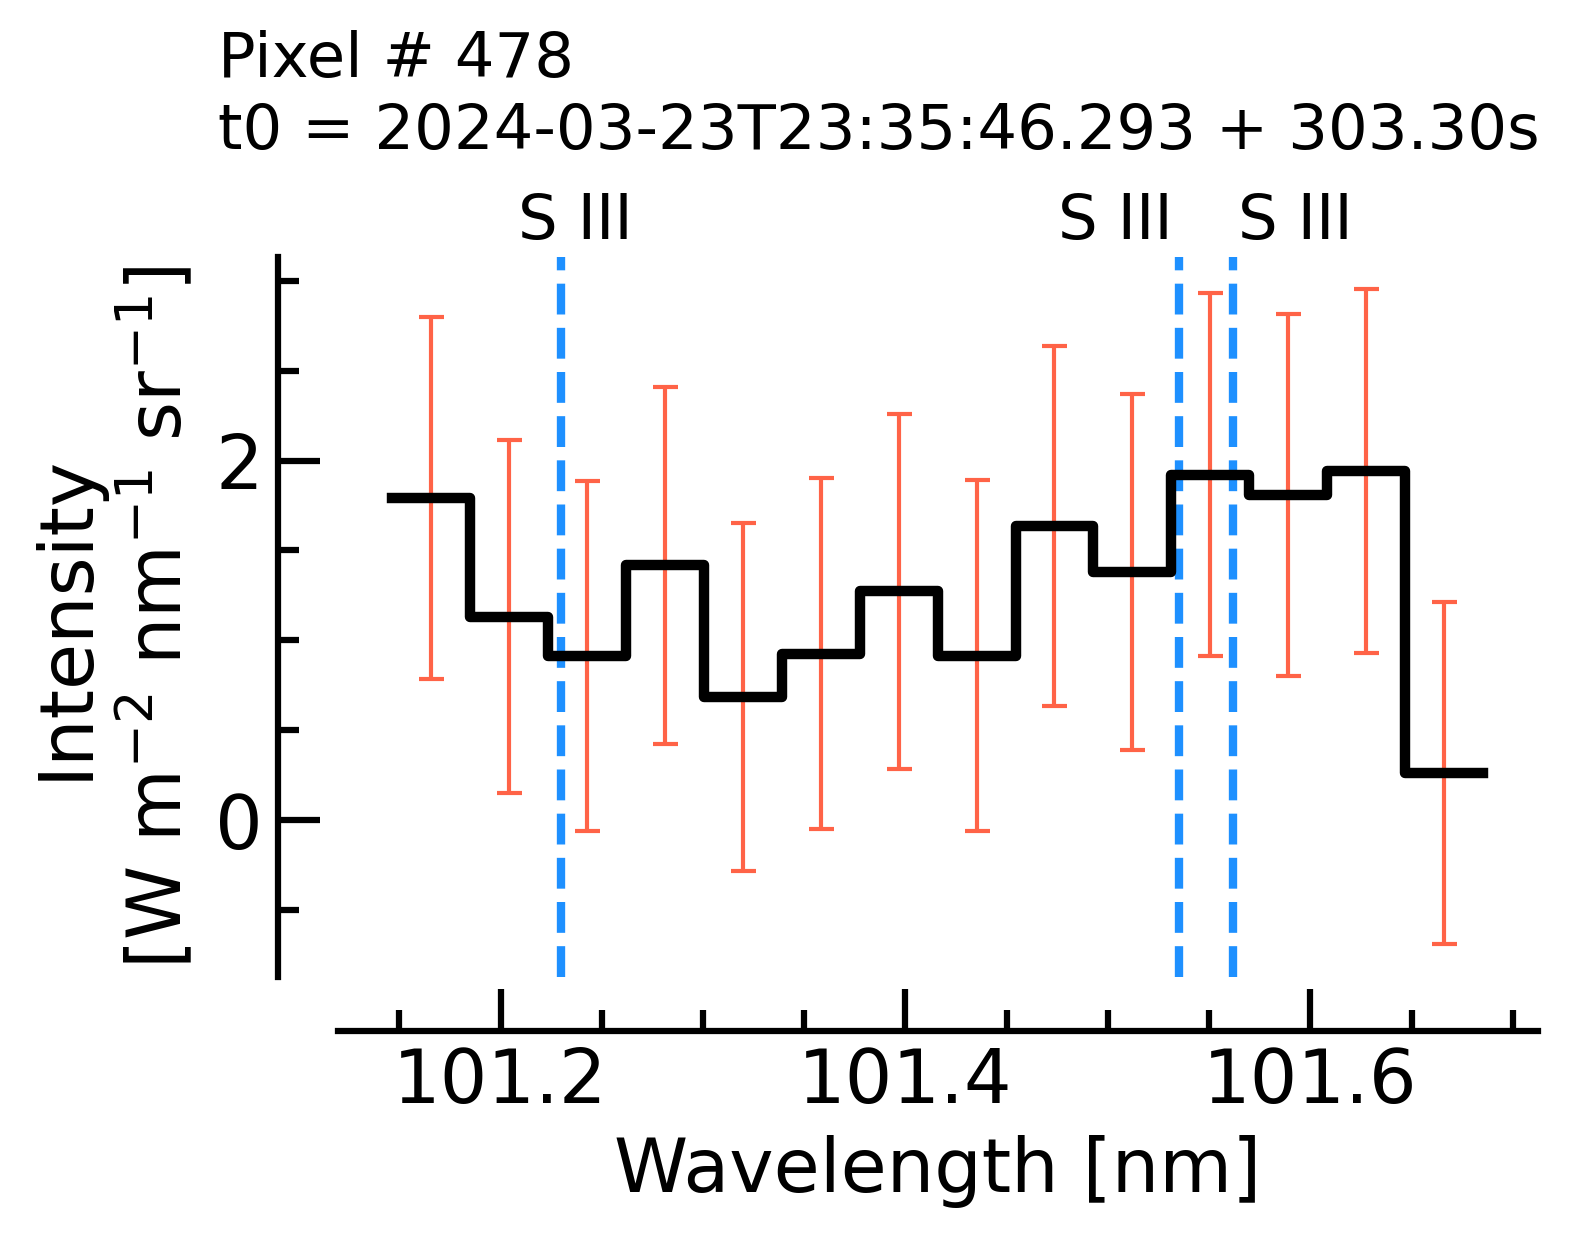 Pixel # 478
t0 = 2024-03-23T23:35:46.293 + 303.30s
S III S III S III
Intensity
[W m⁻² nm⁻¹ sr⁻¹]
2
0
101.2 101.4 101.6
Wavelength [nm]